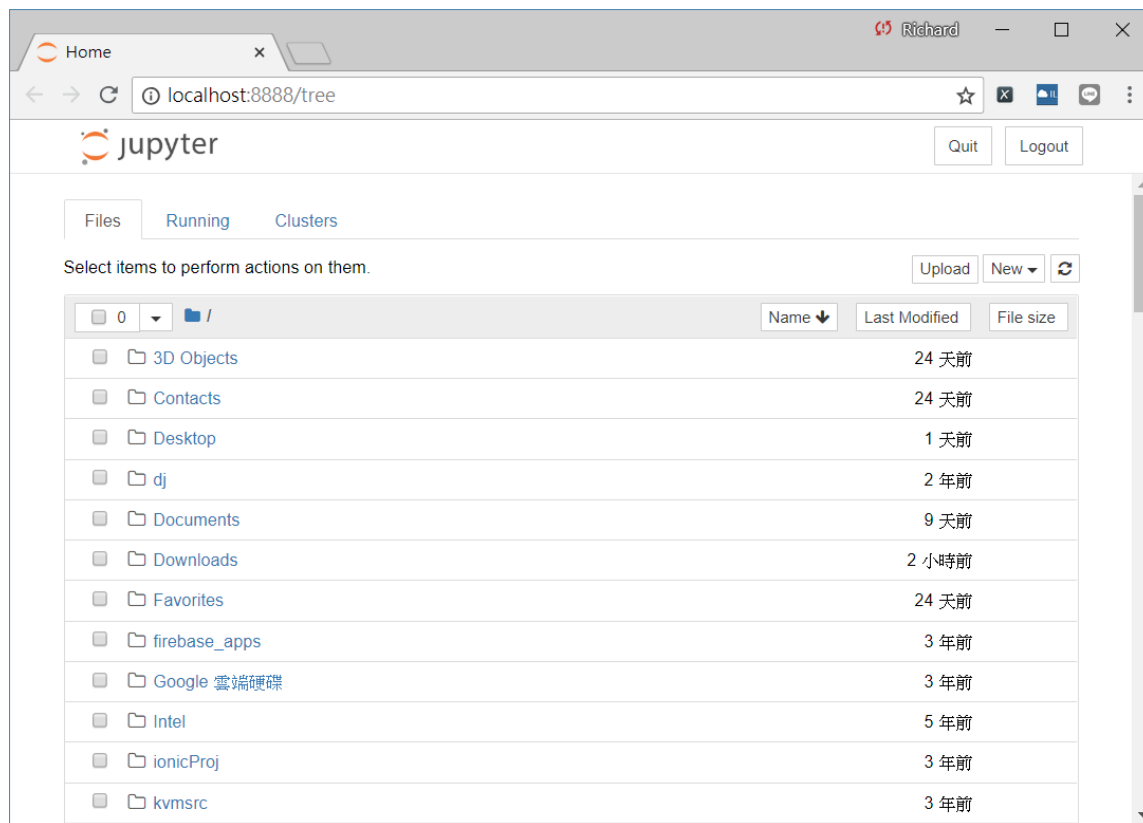 Richard
Home
localhost:8888/tree
jupyter Quit Logout
Files Running Clusters
Select items to perform actions on them. Upload New
0 / Name Last Modified File size
3D Objects 24 天前
Contacts 24 天前
Desktop 1 天前
dj 2 年前
Documents 9 天前
Downloads 2 小時前
Favorites 24 天前
firebase_apps 3 年前
Google 雲端硬碟 3 年前
Intel 5 年前
ionicProj 3 年前
kvmsrc 3 年前